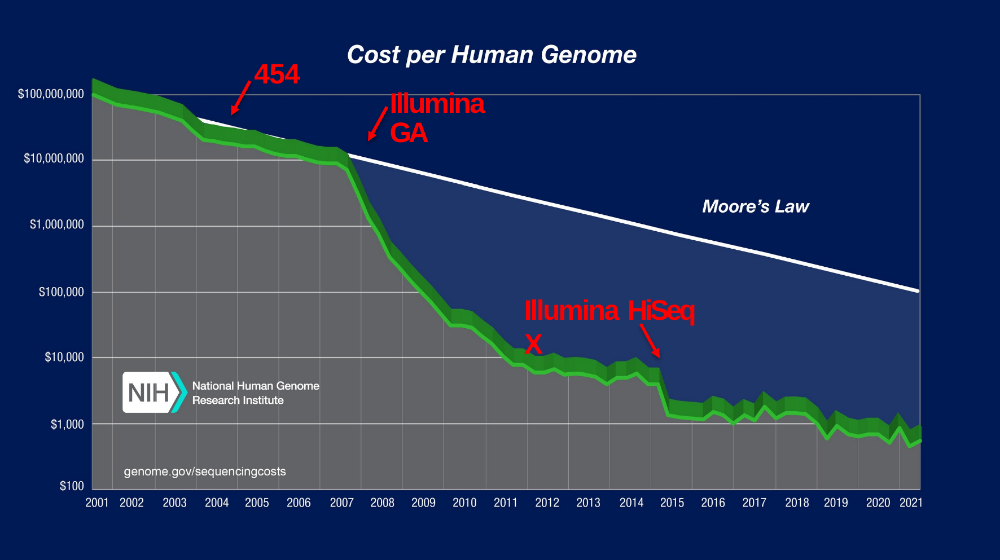 Cost per Human Genome
454
Illumina
GA
$100,000,000
$10,000,000
$1,000,000
$100,000
$10,000
$1,000
$100
Moore's Law
Illumina HiSeq
X
NIH
National Human Genome
Research Institute
genome.gov/sequencingcosts
2001 2002 2003 2004 2005 2006 2007 2008 2009 2010 2011 2012 2013 2014 2015 2016 2017 2018 2019 2020 2021